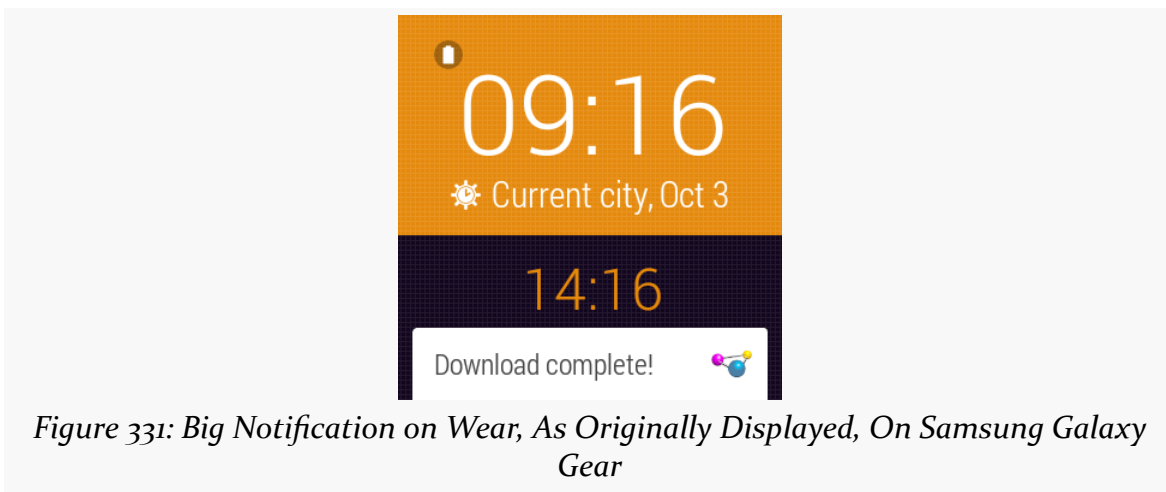 09:16
Current city, Oct 3
14:16
Download complete!
Figure 331: Big Notification on Wear, As Originally Displayed, On Samsung Galaxy
Gear